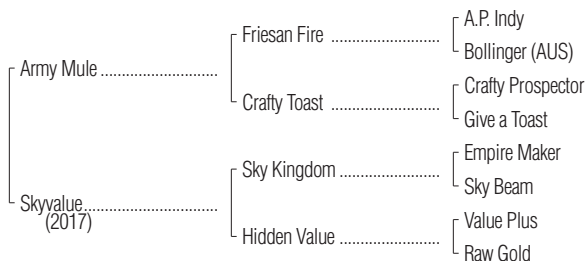 A.P. Indy
Friesan Fire ........................
Bollinger (AUS)
Army Mule ........................
Crafty Prospector
Crafty Toast ........................
Give a Toast
Empire Maker
Sky Kingdom ........................
Sky Beam
Skyvalue ........................
(2017)
Value Plus
Hidden Value ........................
Raw Gold